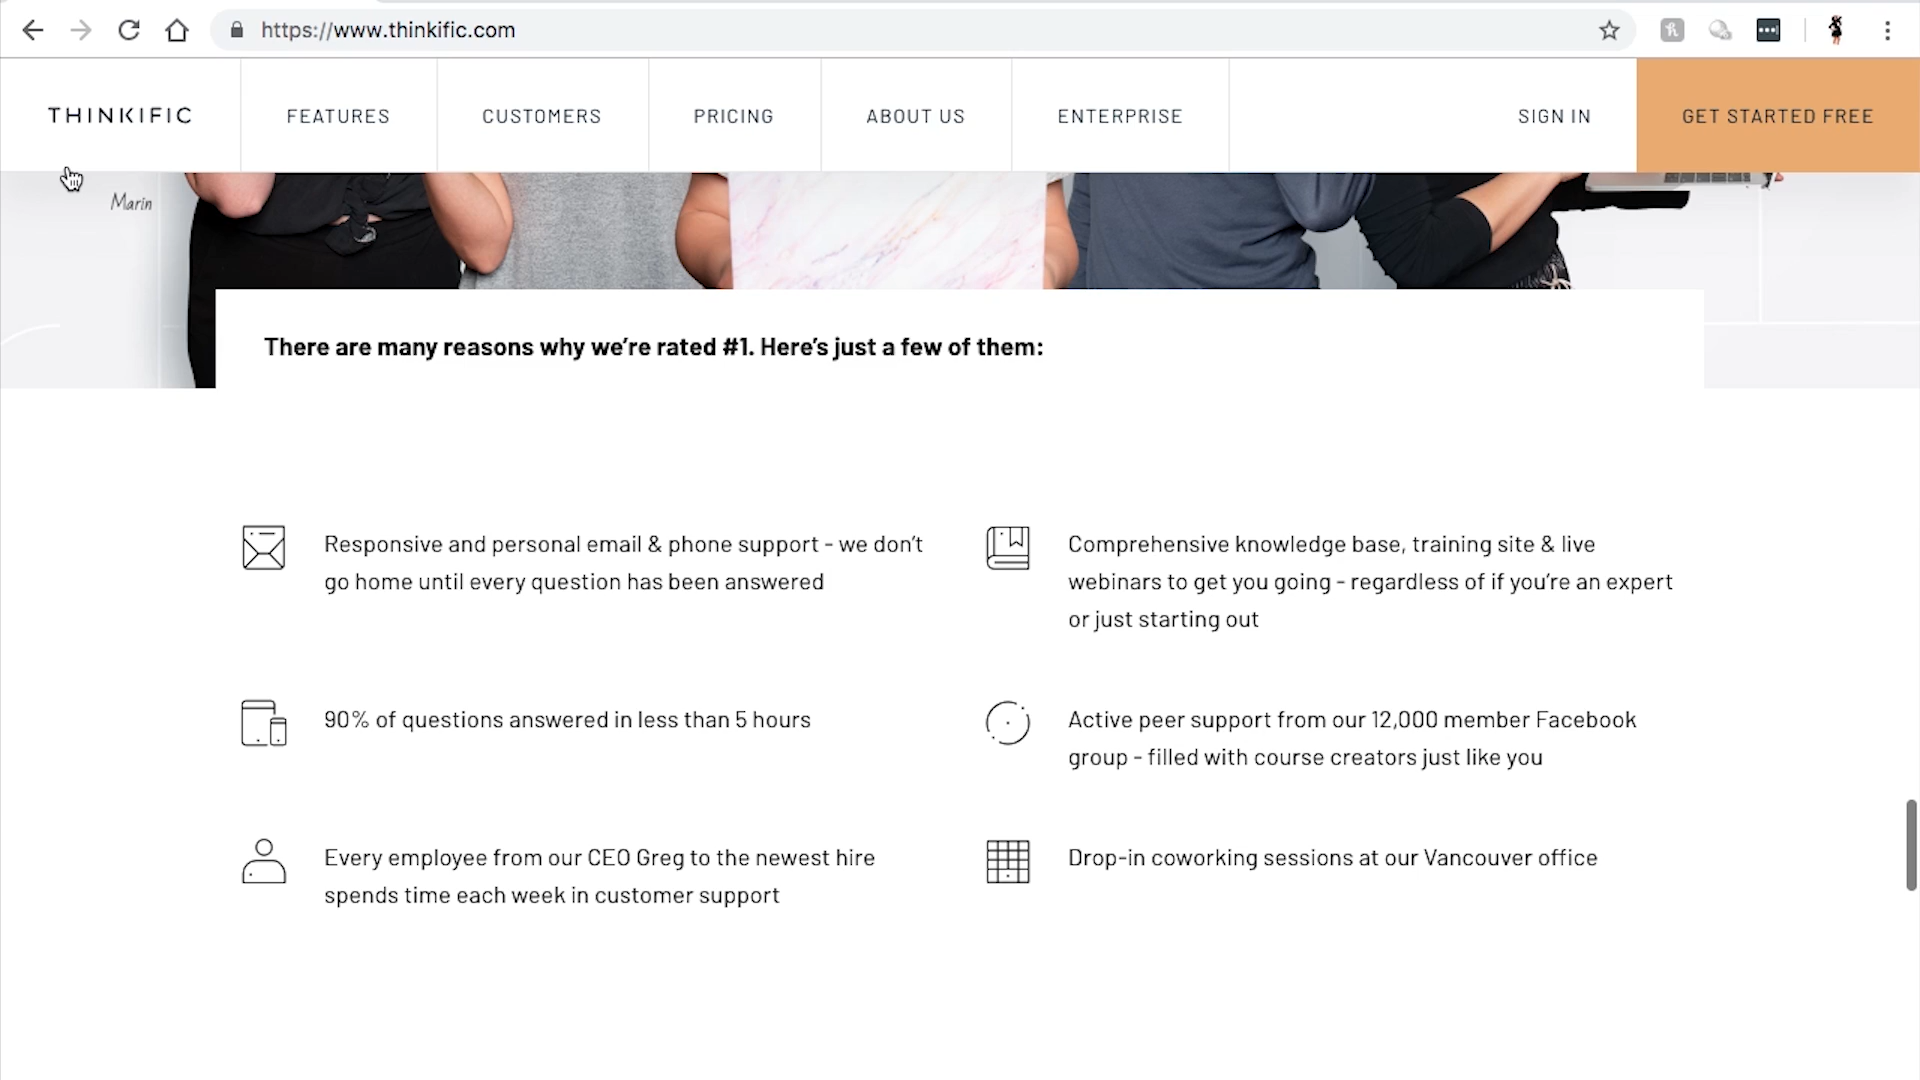 https://www.thinkific.com
THINKIFIC
FEATURES
CUSTOMERS
PRICING
ABOUT US
ENTERPRISE
SIGN IN
GET STARTED FREE
Marin
There are many reasons why we're rated #1. Here's just a few of them:
Responsive and personal email & phone support - we don't
go home until every question has been answered
Comprehensive knowledge base, training site & live
webinars to get you going - regardless of if you're an expert
or just starting out
90% of questions answered in less than 5 hours
Active peer support from our 12,000 member Facebook
group - filled with course creators just like you
Every employee from our CEO Greg to the newest hire
spends time each week in customer support
Drop-in coworking sessions at our Vancouver office